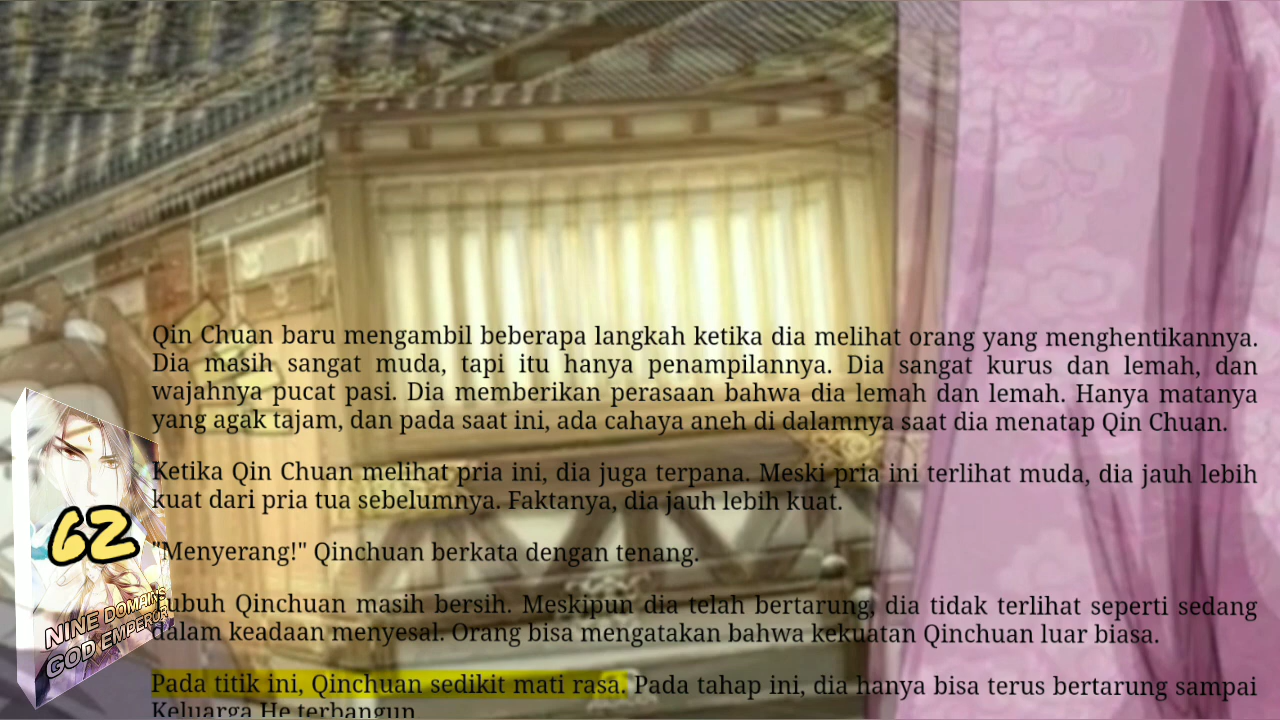 Qin Chuan baru mengambil beberapa langkah ketika dia melihat orang yang menghentikannya.
Dia masih sangat muda, tapi itu hanya penampilannya. Dia sangat kurus dan lemah, dan
wajahnya pucat pasi. Dia memberikan perasaan bahwa dia lemah dan lemah. Hanya matanya
yang agak tajam, dan pada saat ini, ada cahaya aneh di dalamnya saat dia menatap Qin Chuan.
Ketika Qin Chuan melihat pria ini, dia juga terpana. Meski pria ini terlihat muda, dia jauh lebih
kuat dari pria tua sebelumnya. Faktanya, dia jauh lebih kuat.
"Menyerang!" Qinchuan berkata dengan tenang.
Tubuh Qinchuan masih bersih. Meskipun dia telah bertarung, dia tidak terlihat seperti sedang
dalam keadaan menyesal. Orang bisa mengatakan bahwa kekuatan Qinchuan luar biasa.
Pada titik ini, Qinchuan sedikit mati rasa. Pada tahap ini, dia hanya bisa terus bertarung sampai
Keluarga He terbangun
62
NINE DOMAINS
GOD EMPEROR